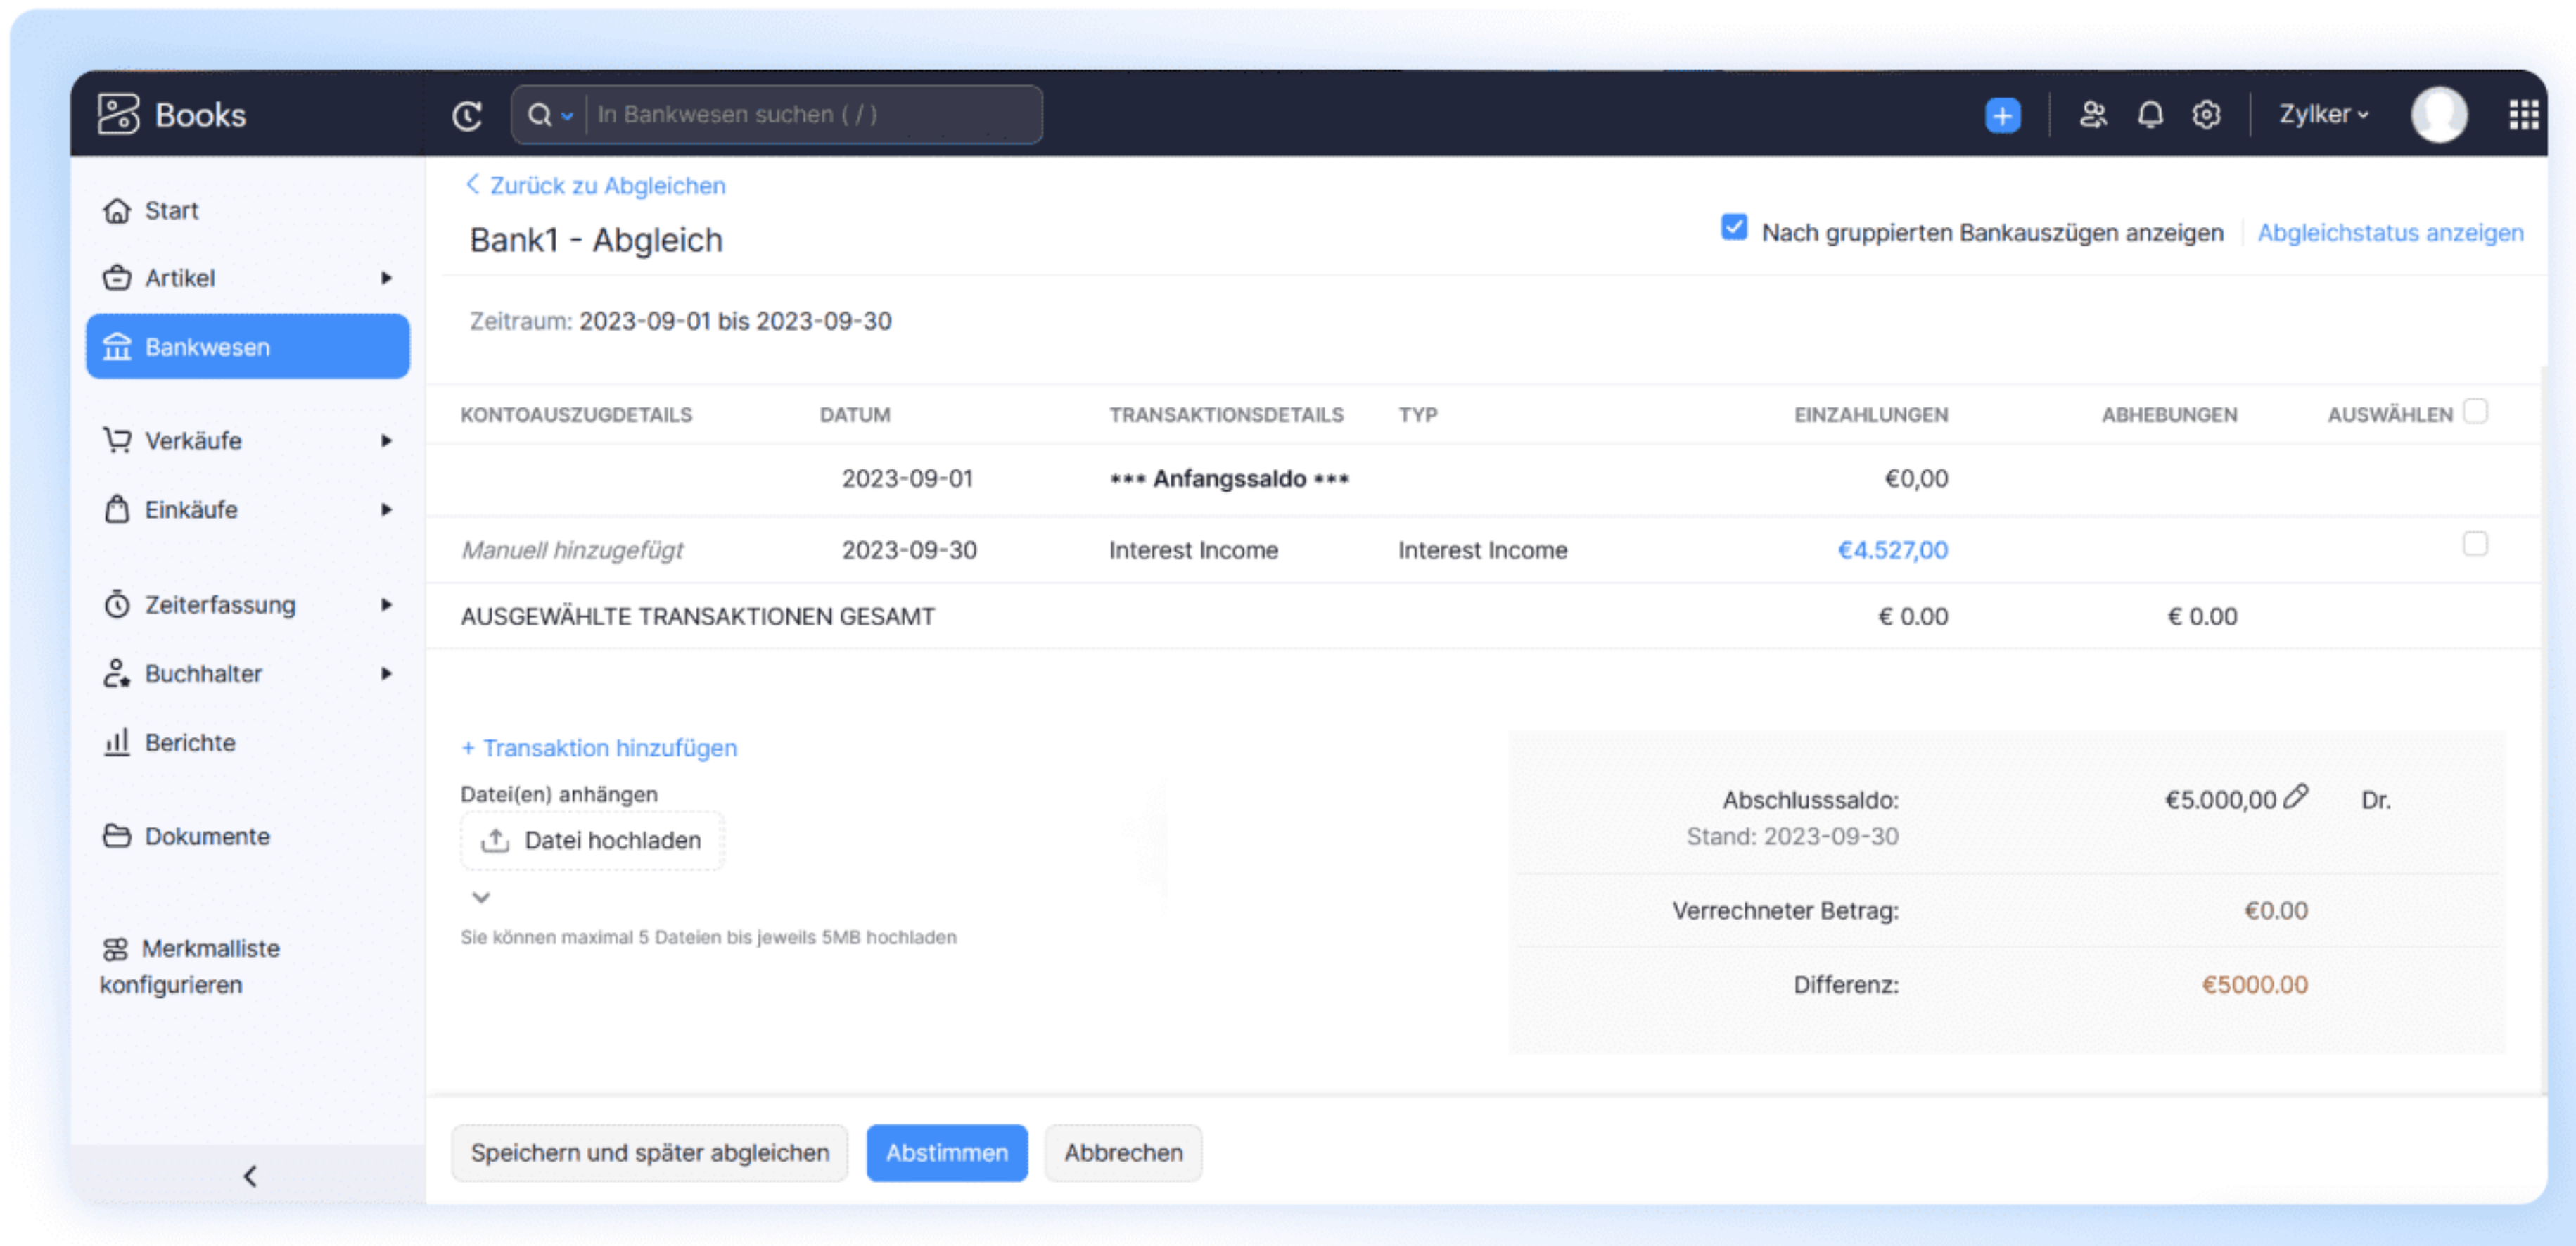 Books
In Bankwesen suchen ( / )
Zylker
Start
Artikel
Bankwesen
Verkäufe
Einkäufe
Zeiterfassung
Buchhalter
Berichte
Dokumente
Merkmalliste
konfigurieren
Zurück zu Abgleichen
Bank1 - Abgleich
Nach gruppierten Bankauszügen anzeigen Abgleichstatus anzeigen
Zeitraum: 2023-09-01 bis 2023-09-30
KONTOAUSZUGDETAILS DATUM TRANSAKTIONSDETAILS TYP EINZAHLUNGEN ABHEBUNGEN AUSWÄHLEN
2023-09-01 *** Anfangssaldo *** €0,00
Manuell hinzugefügt 2023-09-30 Interest Income Interest Income €4.527,00
AUSGEWÄHLTE TRANSAKTIONEN GESAMT € 0.00 € 0.00
+ Transaktion hinzufügen
Datei(en) anhängen
Datei hochladen
Sie können maximal 5 Dateien bis jeweils 5MB hochladen
Abschlusssaldo: €5.000,00 Dr.
Stand: 2023-09-30
Verrechneter Betrag: €0.00
Differenz: €5000.00
Speichern und später abgleichen Abstimmen Abbrechen